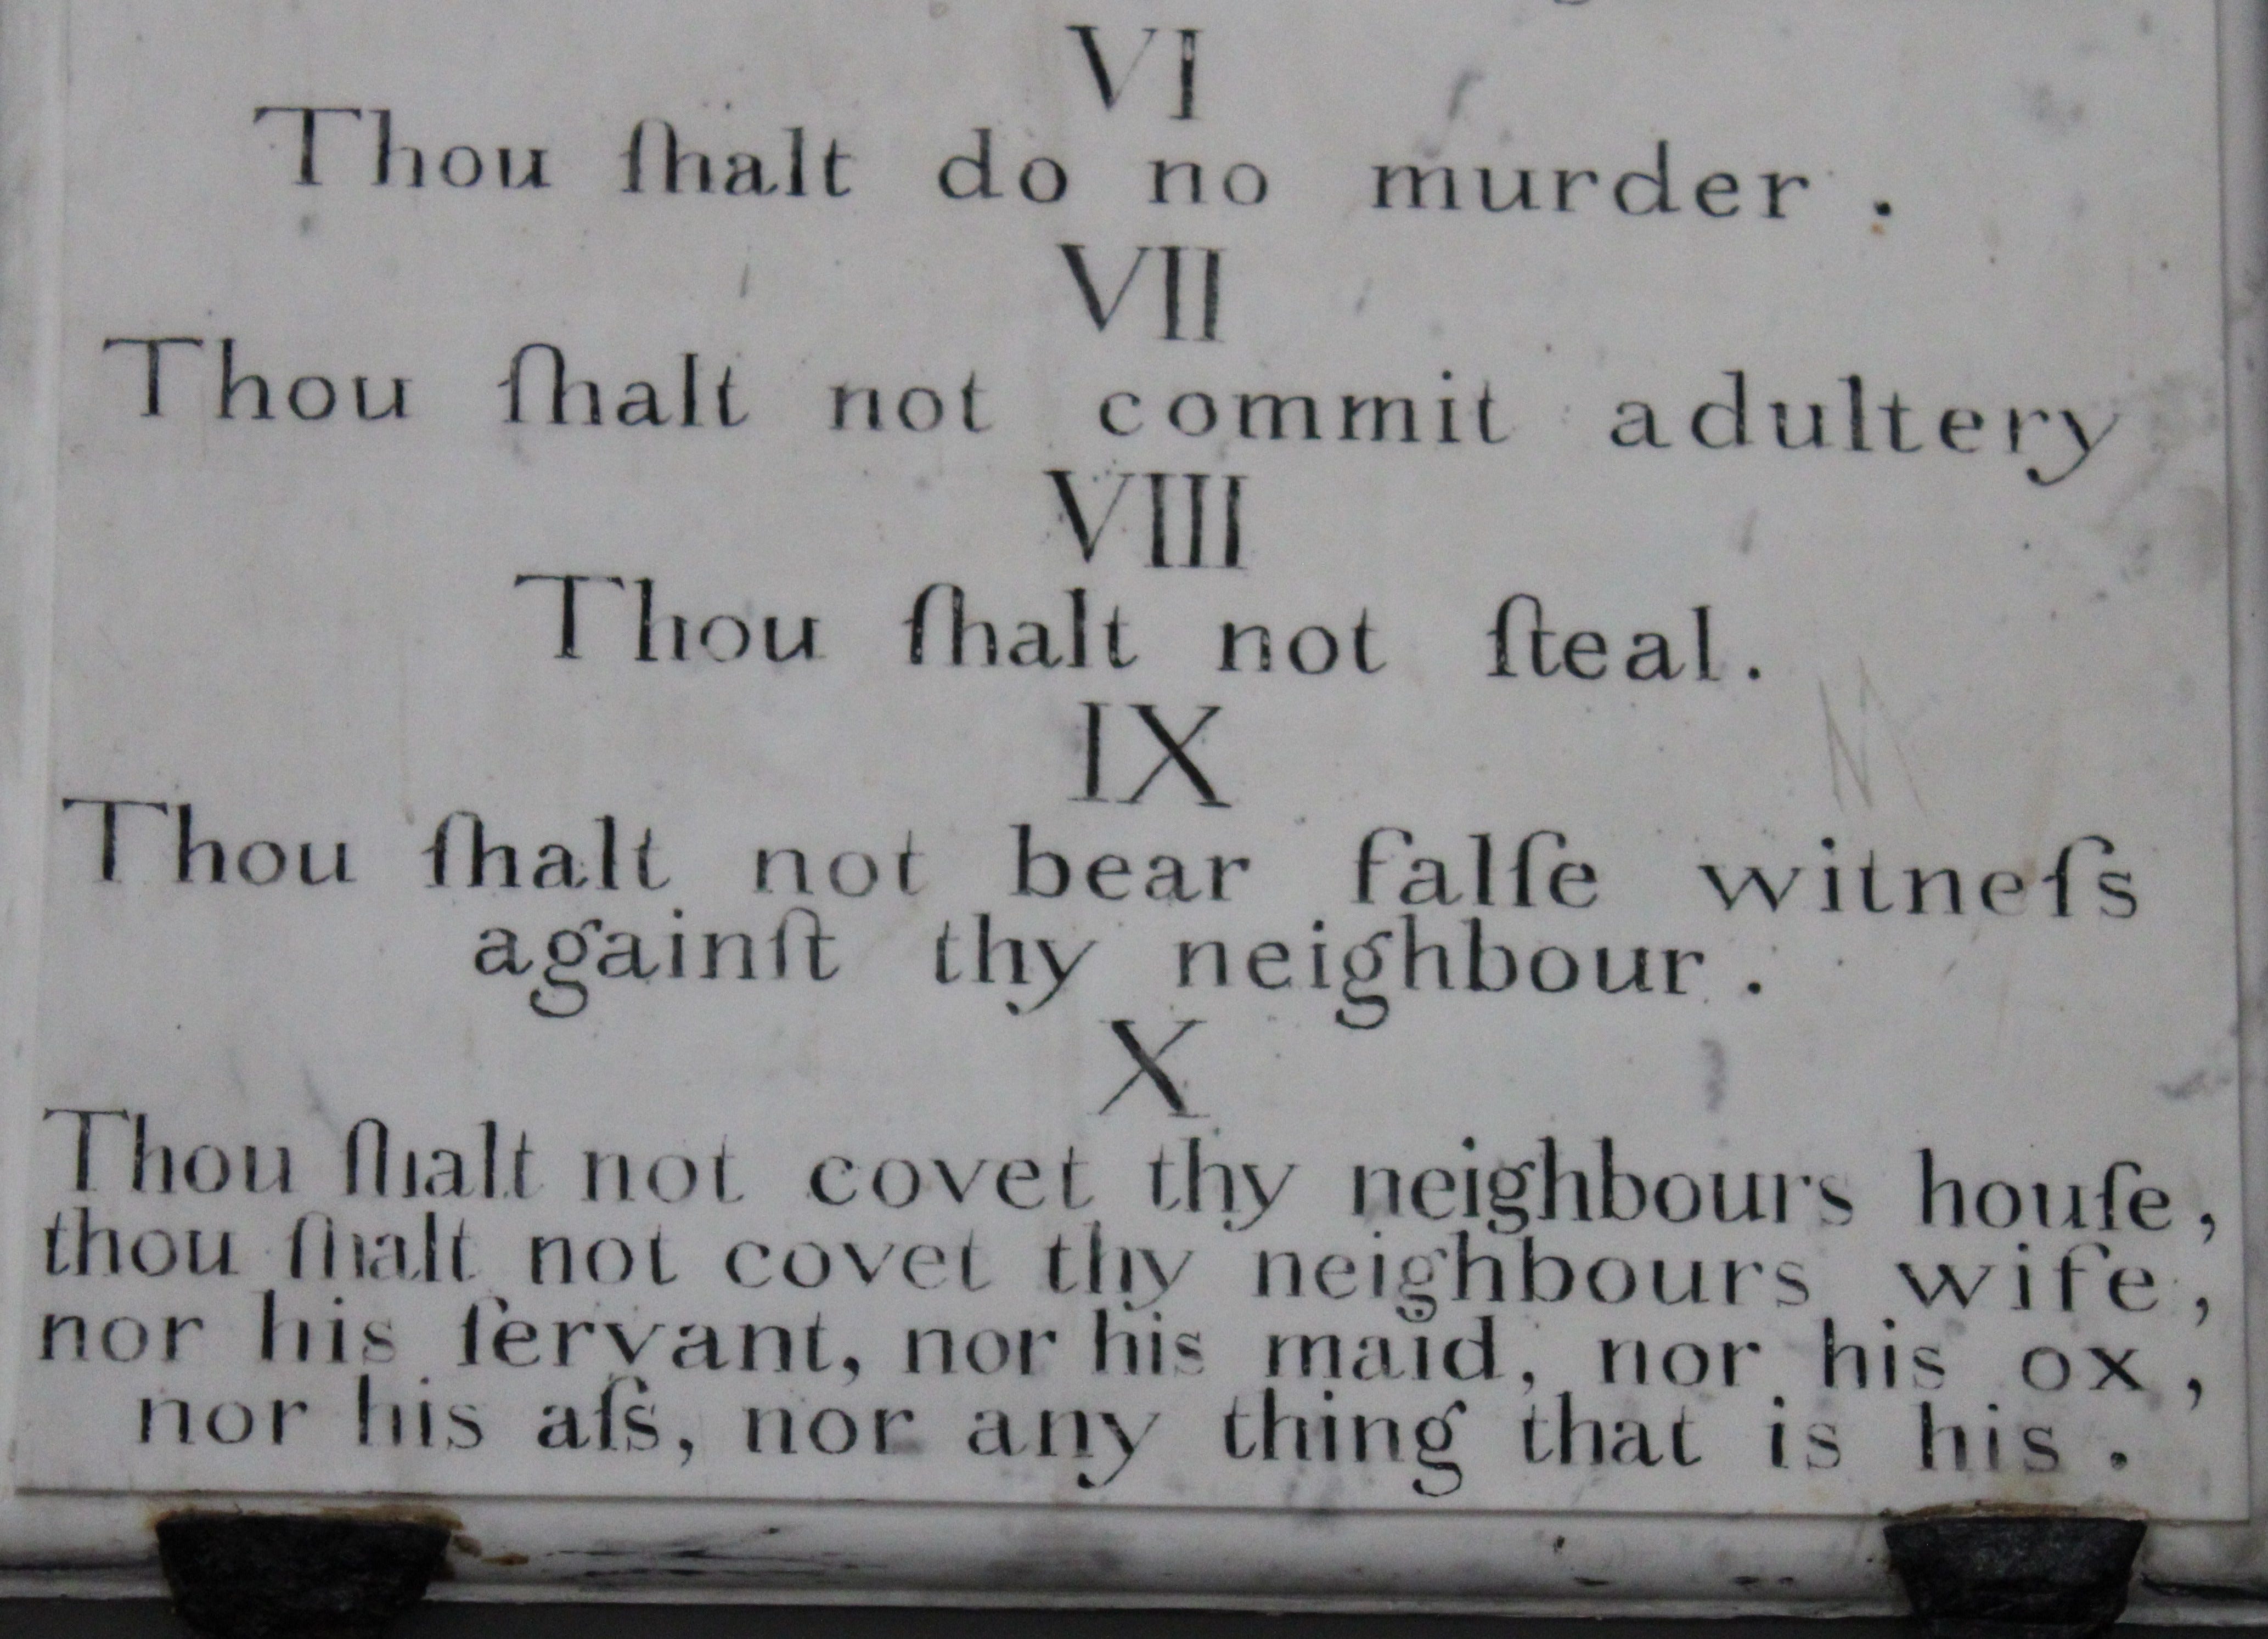 VI
Thou ſhalt do no murder .
VII
Thou ſhalt not commit adultery
VIII
Thou ſhalt not ſteal.
IX
Thou ſhalt not bear falſe witneſs
againſt thy neighbour .
X
Thou ſhalt not covet thy neighbours houſe,
thou ſhalt not covet thy neighbours wife,
nor his ſervant, nor his maid, nor his ox,
nor his aſs, nor any thing that is his .